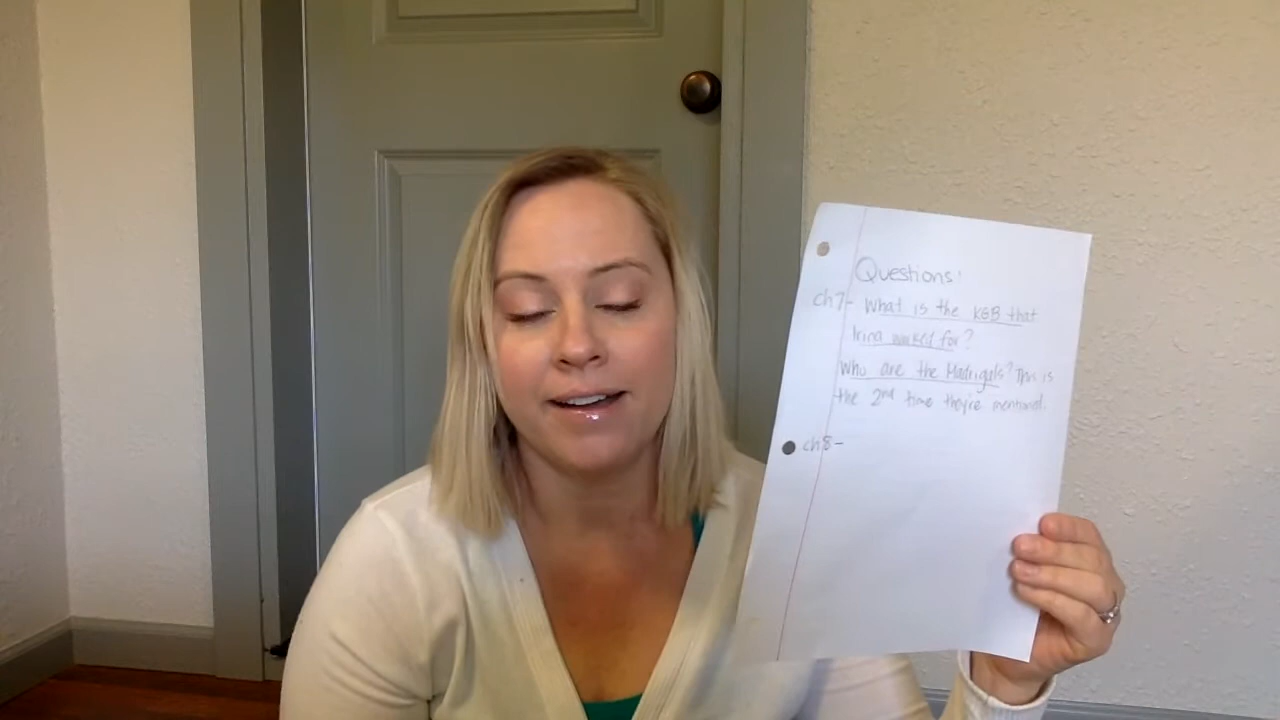 Questions:
ch7- What is the KGB that
Irina worked for?
Who are the Madrigals? This is
the 2nd time they're mentioned.
ch8-